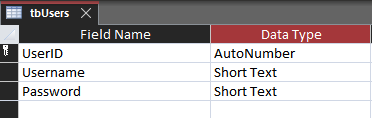 tbUsers
Field Name Data Type
UserID AutoNumber
Username Short Text
Password Short Text